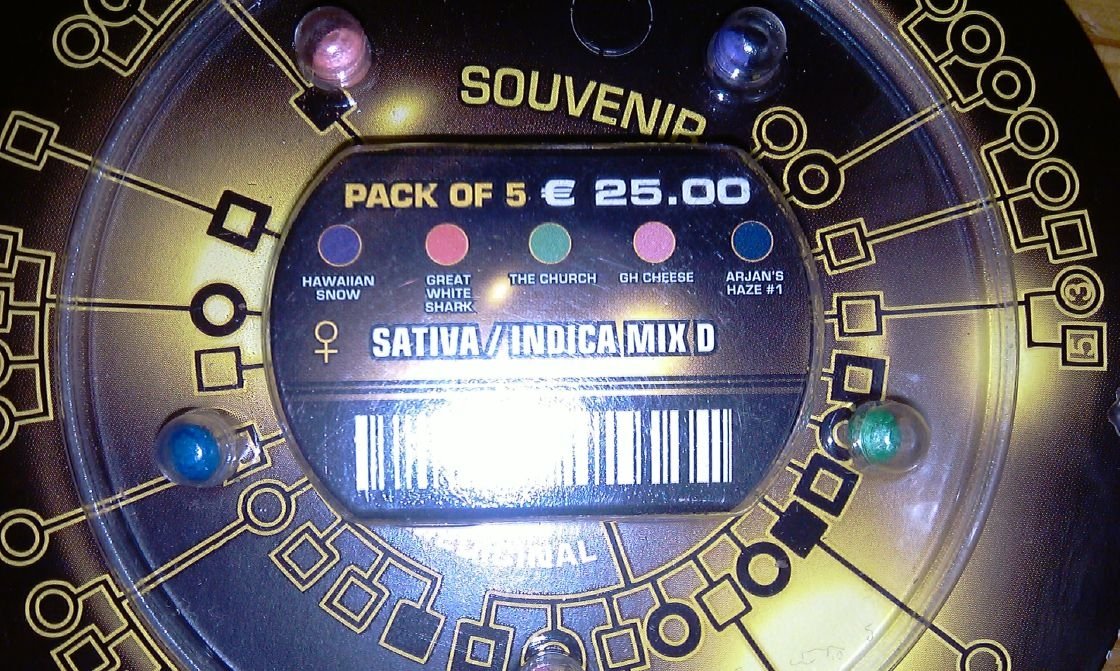 SOUVENIR
PACK OF 5 € 25.00
HAWAIIAN
SNOW
GREAT
WHITE
SHARK
THE CHURCH
GH CHEESE
ARJAN'S
HAZE #1
♀ SATIVA // INDICA MIX D